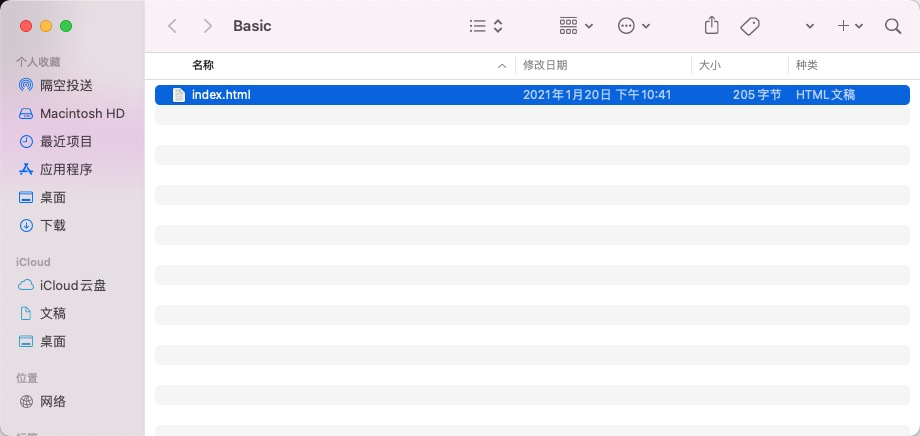 Basic
个人收藏
隔空投送
Macintosh HD
最近项目
应用程序
桌面
下载
iCloud
iCloud云盘
文稿
桌面
位置
网络
名称 修改日期 大小 种类
index.html 2021年1月20日 下午10:41 205 字节 HTML文稿